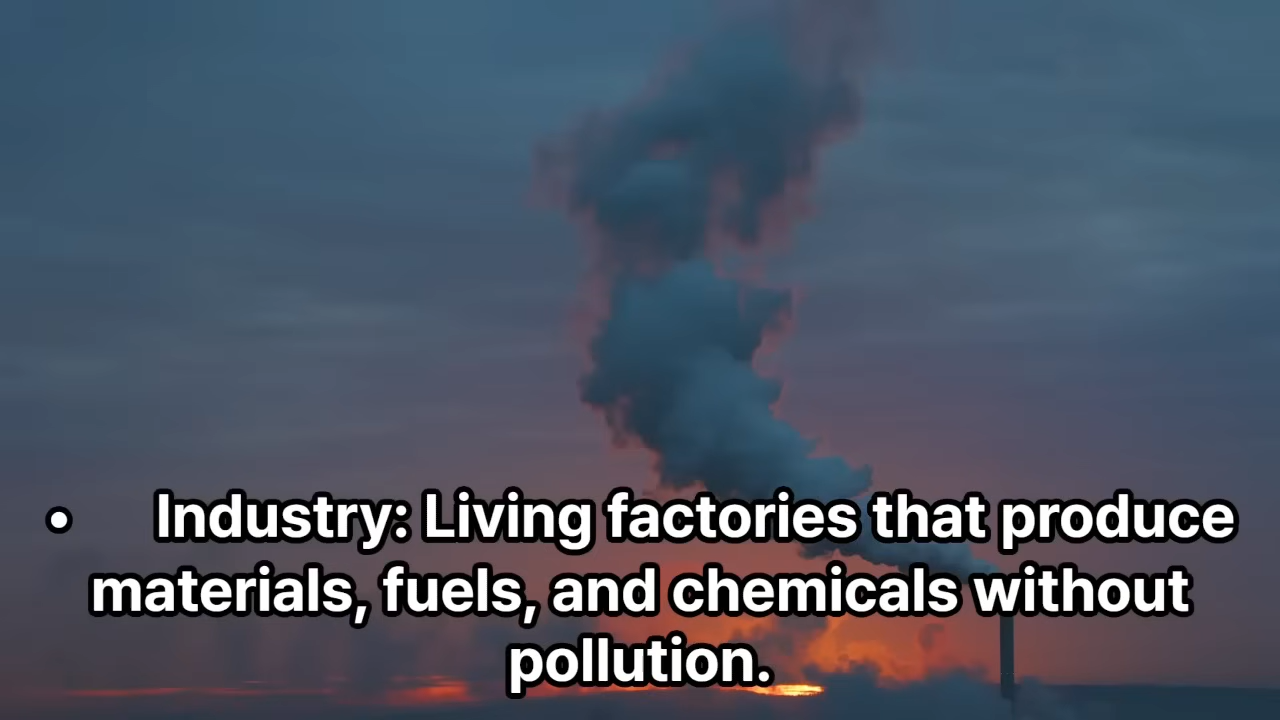 • Industry: Living factories that produce
materials, fuels, and chemicals without
pollution.